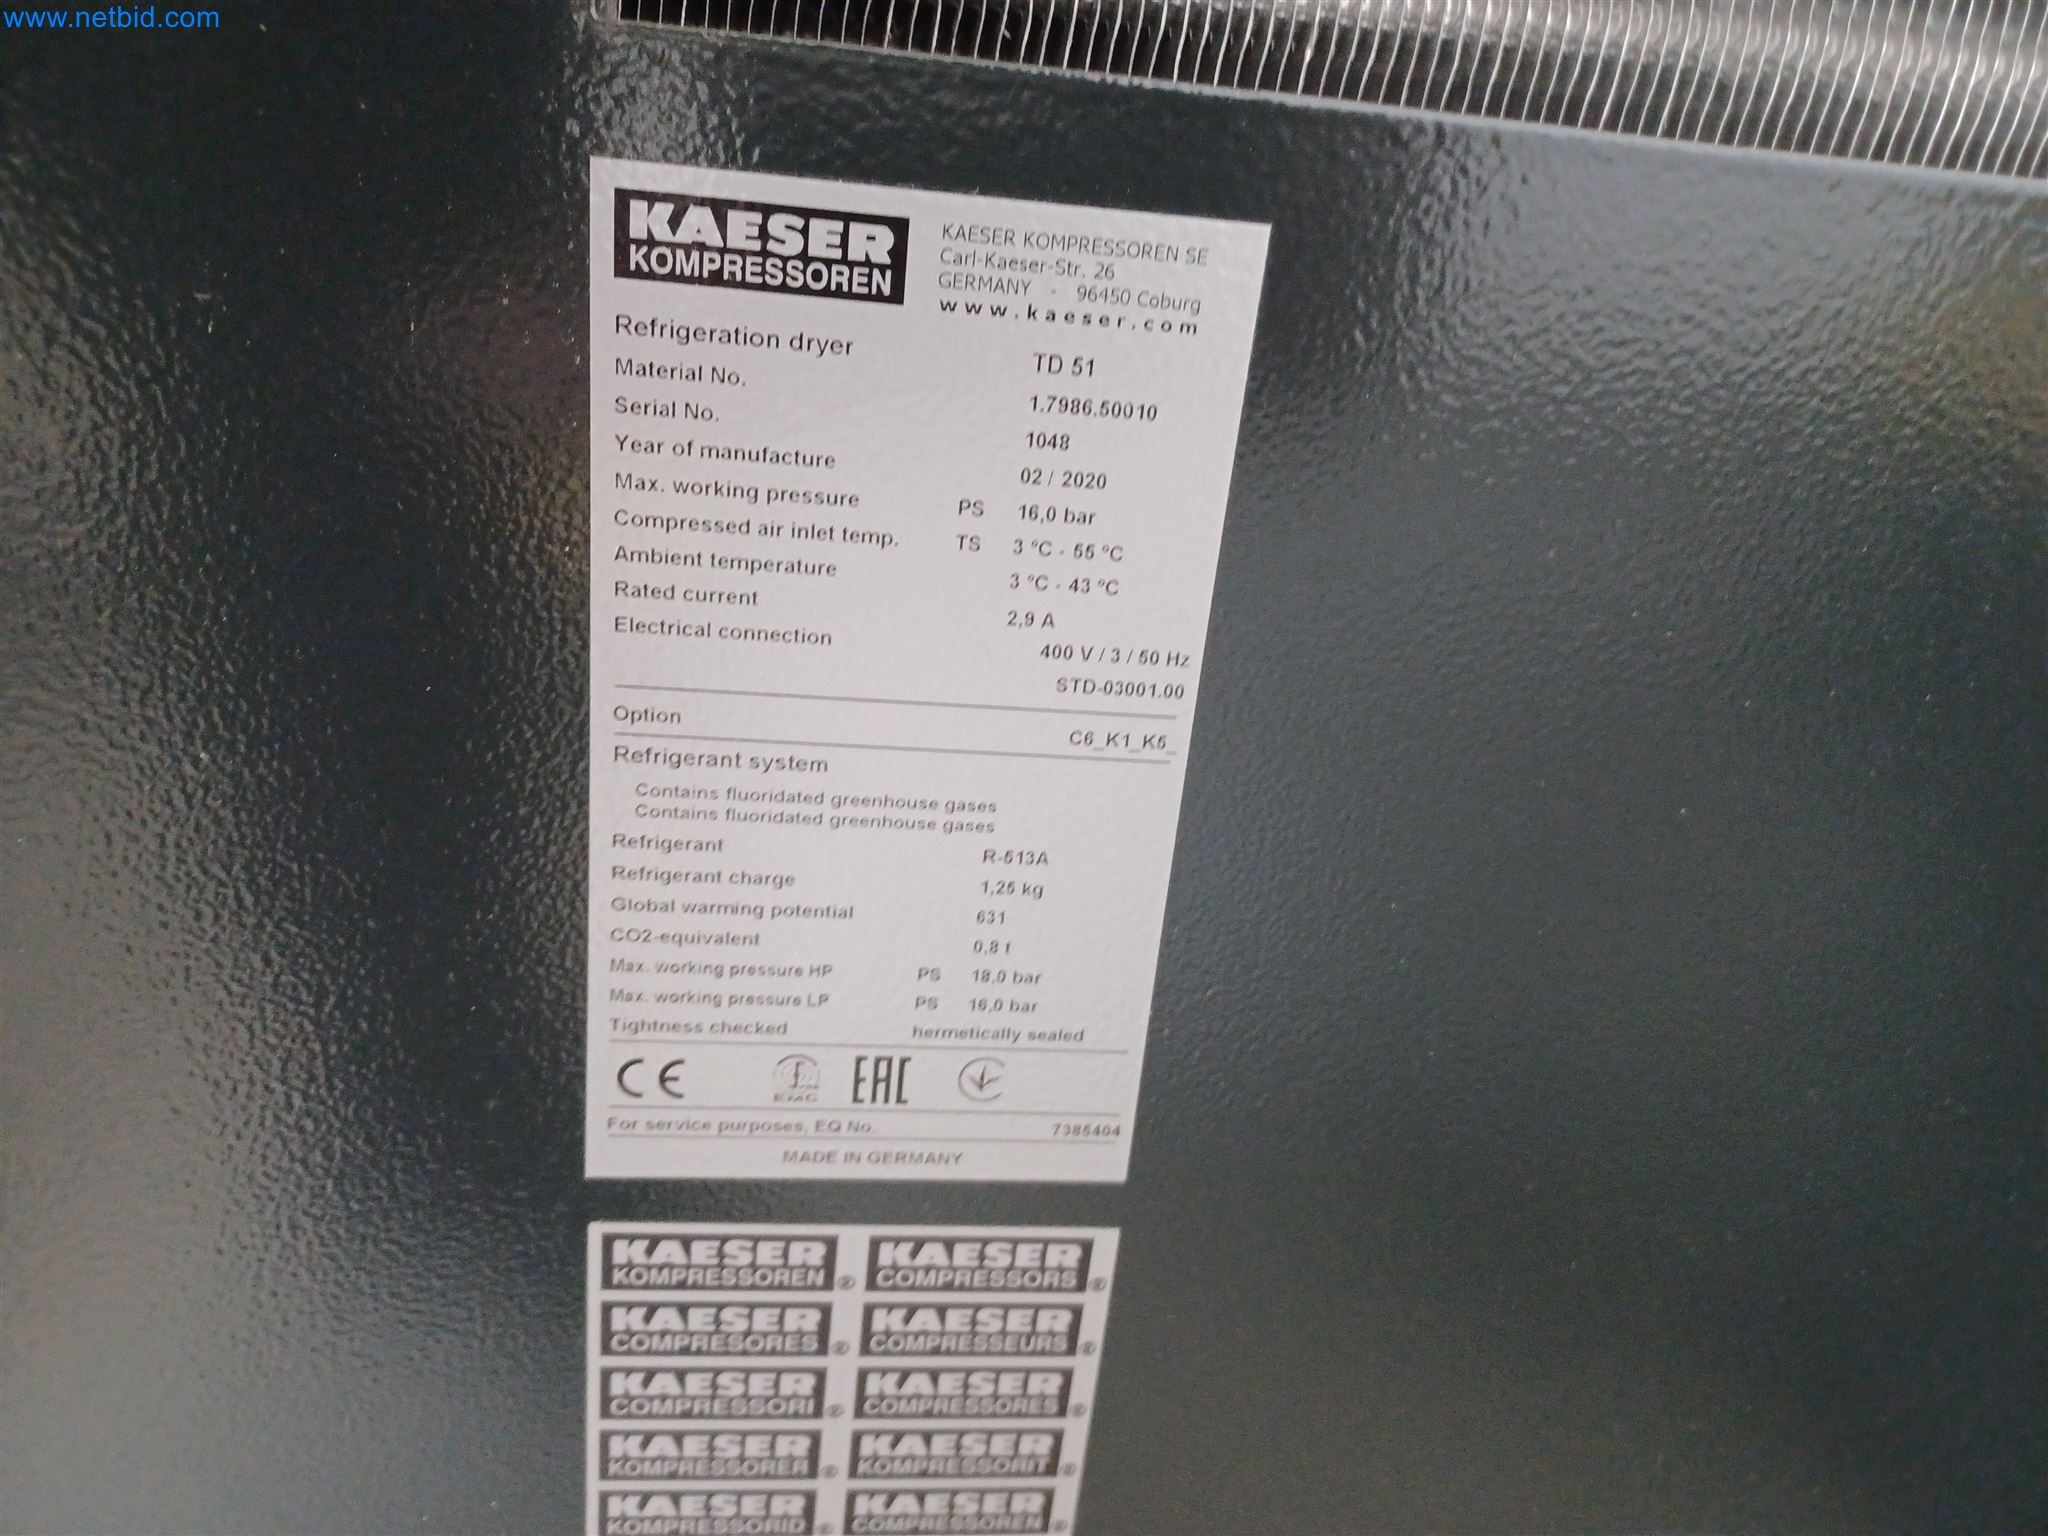 www.netbid.com
KAESER
KOMPRESSOREN
KAESER KOMPRESSOREN SE
Carl-Kaeser-Str. 26
GERMANY - 96450 Coburg
www.kaeser.com
Refrigeration dryer TD 51
Material No. 1.7986.50010
Serial No. 1048
Year of manufacture 02 / 2020
Max. working pressure PS 16,0 bar
Compressed air inlet temp. TS 3 °C - 55 °C
Ambient temperature 3 °C - 43 °C
Rated current 2,9 A
Electrical connection 400 V / 3 / 50 Hz
STD-03001.00
Option C6_K1_K5_
Refrigerant system
Contains fluoridated greenhouse gases
Contains fluoridated greenhouse gases
Refrigerant R-513A
Refrigerant charge 1,25 kg
Global warming potential 631
CO2-equivalent 0,8 t
Max. working pressure HP PS 18,0 bar
Max. working pressure LP PS 16,0 bar
Tightness checked hermetically sealed
CE EMC EAC
For service purposes, EQ No. 7385404
MADE IN GERMANY
KAESER KAESER
KOMPRESSOREN ® COMPRESSORS ®
KAESER KAESER
COMPRESORES ® COMPRESSEURS ®
KAESER KAESER
COMPRESSORI ® COMPRESSORES ®
KAESER KAESER
KOMPRESSORER ® KOMPRESSORIT ®
KAESER KAESER
KOMPRESSORID ® COMPRESSOREN ®